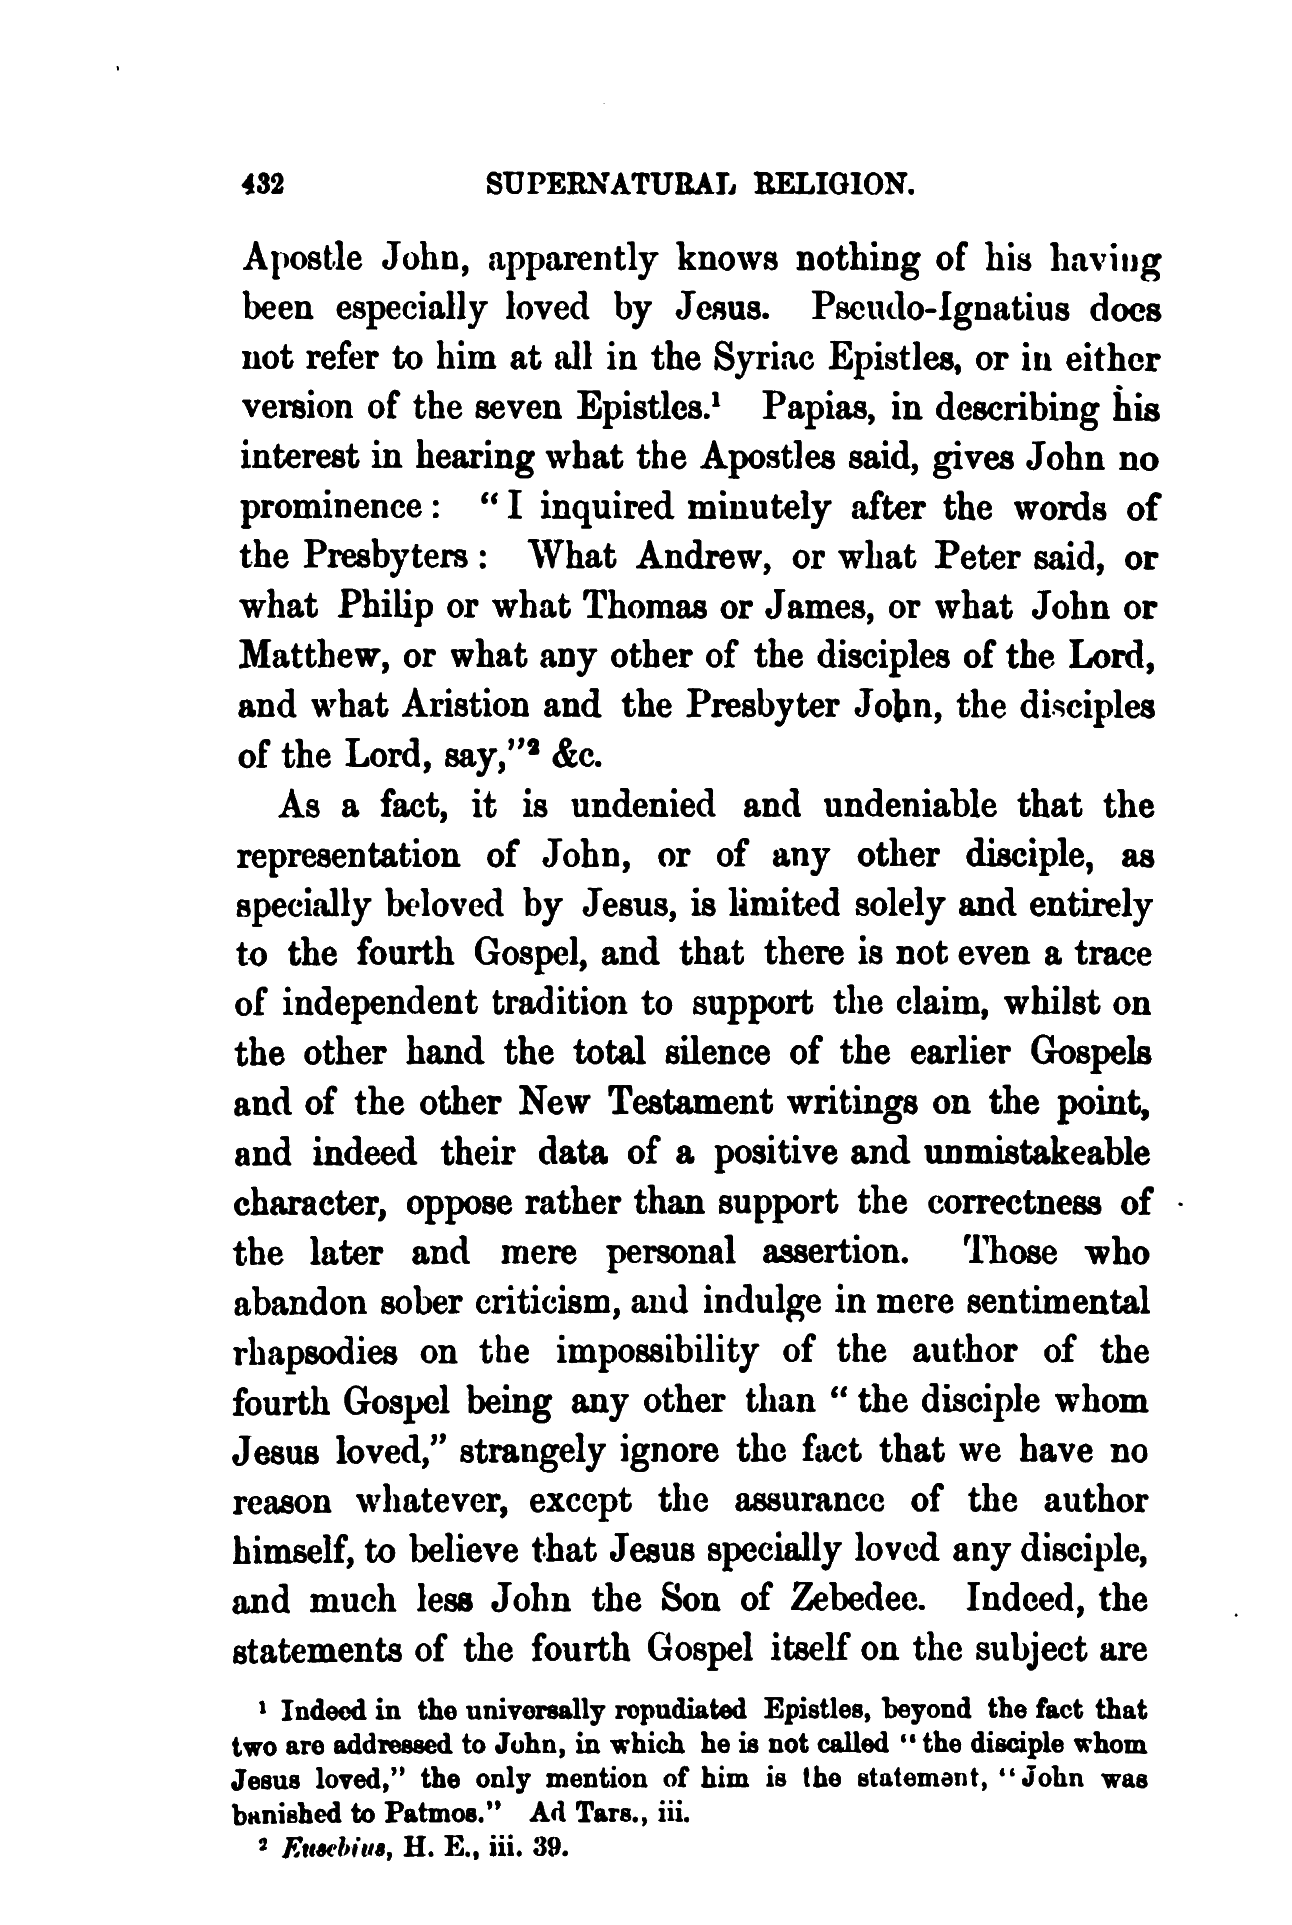 432 SUPERNATURAL RELIGION.
Apostle John, apparently knows nothing of his having
been especially loved by Jesus. Pseudo-Ignatius does
not refer to him at all in the Syriac Epistles, or in either
version of the seven Epistles.¹ Papias, in describing his
interest in hearing what the Apostles said, gives John no
prominence : “ I inquired minutely after the words of
the Presbyters : What Andrew, or what Peter said, or
what Philip or what Thomas or James, or what John or
Matthew, or what any other of the disciples of the Lord,
and what Aristion and the Presbyter John, the disciples
of the Lord, say,”² &c.
As a fact, it is undenied and undeniable that the
representation of John, or of any other disciple, as
specially beloved by Jesus, is limited solely and entirely
to the fourth Gospel, and that there is not even a trace
of independent tradition to support the claim, whilst on
the other hand the total silence of the earlier Gospels
and of the other New Testament writings on the point,
and indeed their data of a positive and unmistakeable
character, oppose rather than support the correctness of
the later and mere personal assertion. Those who
abandon sober criticism, and indulge in mere sentimental
rhapsodies on the impossibility of the author of the
fourth Gospel being any other than “ the disciple whom
Jesus loved,” strangely ignore the fact that we have no
reason whatever, except the assurance of the author
himself, to believe that Jesus specially loved any disciple,
and much less John the Son of Zebedee. Indeed, the
statements of the fourth Gospel itself on the subject are
¹ Indeed in the universally repudiated Epistles, beyond the fact that
two are addressed to John, in which he is not called “ the disciple whom
Jesus loved,” the only mention of him is the statement, “ John was
banished to Patmos.” Ad Tars., iii.
² Eusebius, H. E., iii. 39.